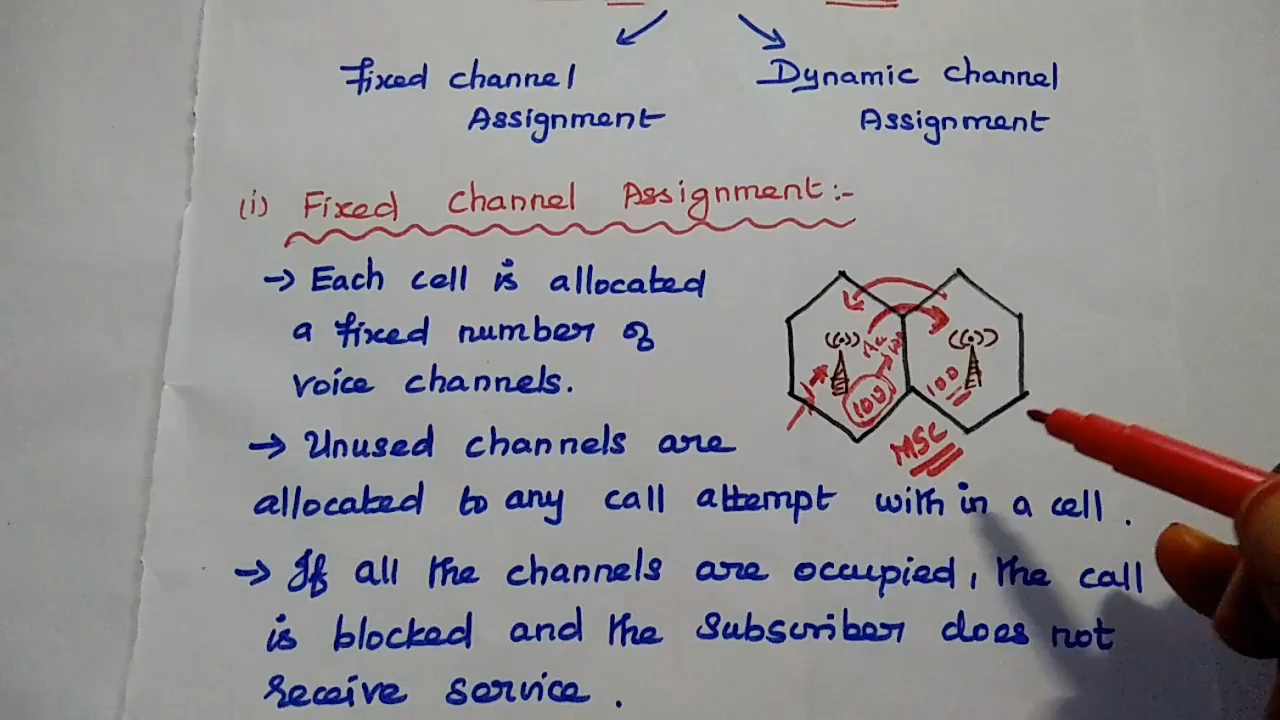 Fixed channel
Assignment
Dynamic channel
Assignment
(i) Fixed Channel Assignment:-
→ Each cell is allocated
a fixed number of
voice channels.
100
100
MSC
→ Unused channels are
allocated to any call attempt with in a cell.
→ If all the channels are occupied, the call
is blocked and the subscriber does not
receive service.